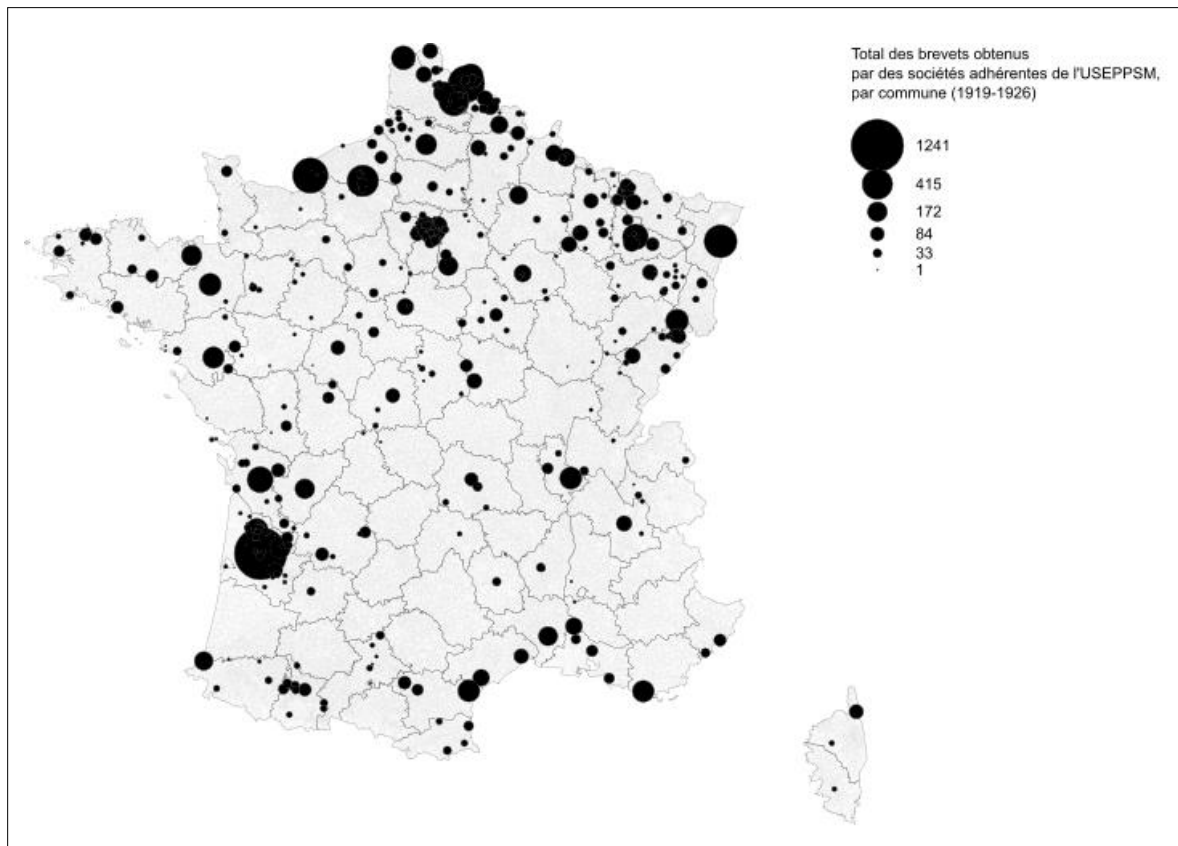 Total des brevets obtenus
par des sociétés adhérentes de l'USEPPSM,
par commune (1919-1926)
1241
415
172
84
33
1